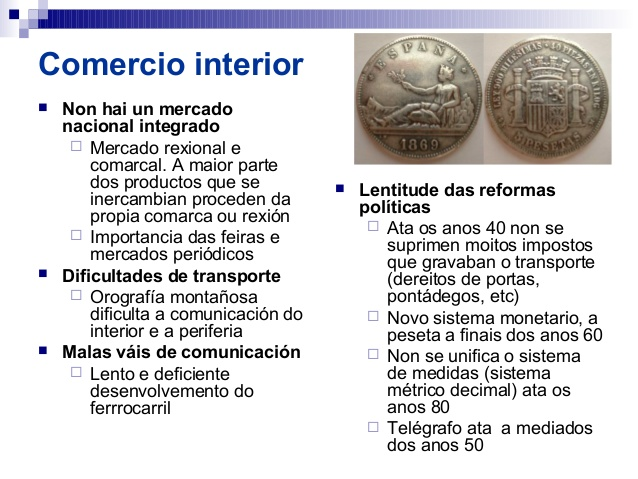 Comercio interior
Non hai un mercado
nacional integrado
Mercado rexional e
comarcal. A maior parte
dos productos que se
inercambian proceden da
propia comarca ou rexión
Importancia das feiras e
mercados periódicos
Dificultades de transporte
Orografía montañosa
dificulta a comunicación do
interior e a periferia
Malas váis de comunicación
Lento e deficiente
desenvolvemento do
ferrrocarril
ESPAÑA
1869
5 PESETAS
Lentitude das reformas
políticas
Ata os anos 40 non se
suprimen moitos impostos
que gravaban o transporte
(dereitos de portas,
pontádegos, etc)
Novo sistema monetario, a
peseta a finais dos anos 60
Non se unifica o sistema
de medidas (sistema
métrico decimal) ata os
anos 80
Telégrafo ata  a mediados
dos anos 50